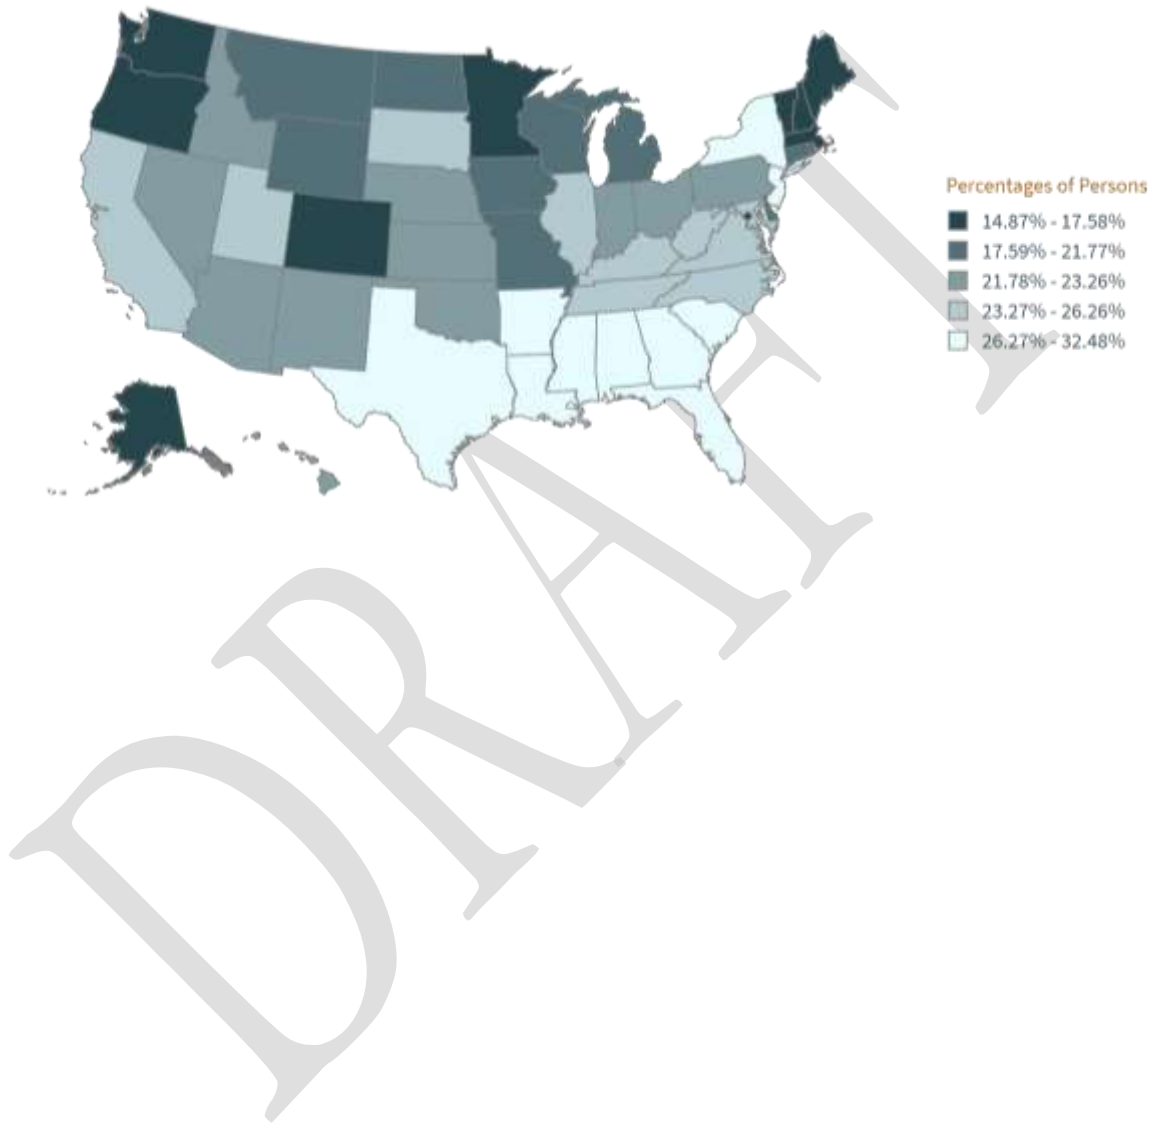 Percentages of Persons
14.87% - 17.58%
17.59% - 21.77%
21.78% - 23.26%
23.27% - 26.26%
26.27% - 32.48%
DRAFT